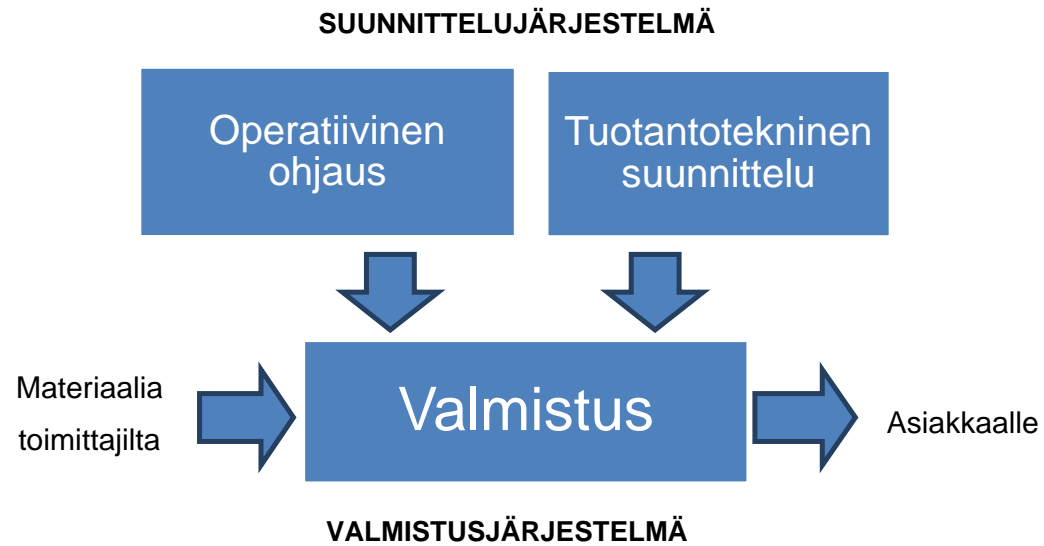 SUUNNITTELUJÄRJESTELMÄ
Operatiivinen
ohjaus
Tuotantotekninen
suunnittelu
Materiaalia
toimittajilta
Valmistus
Asiakkaalle
VALMISTUSJÄRJESTELMÄ